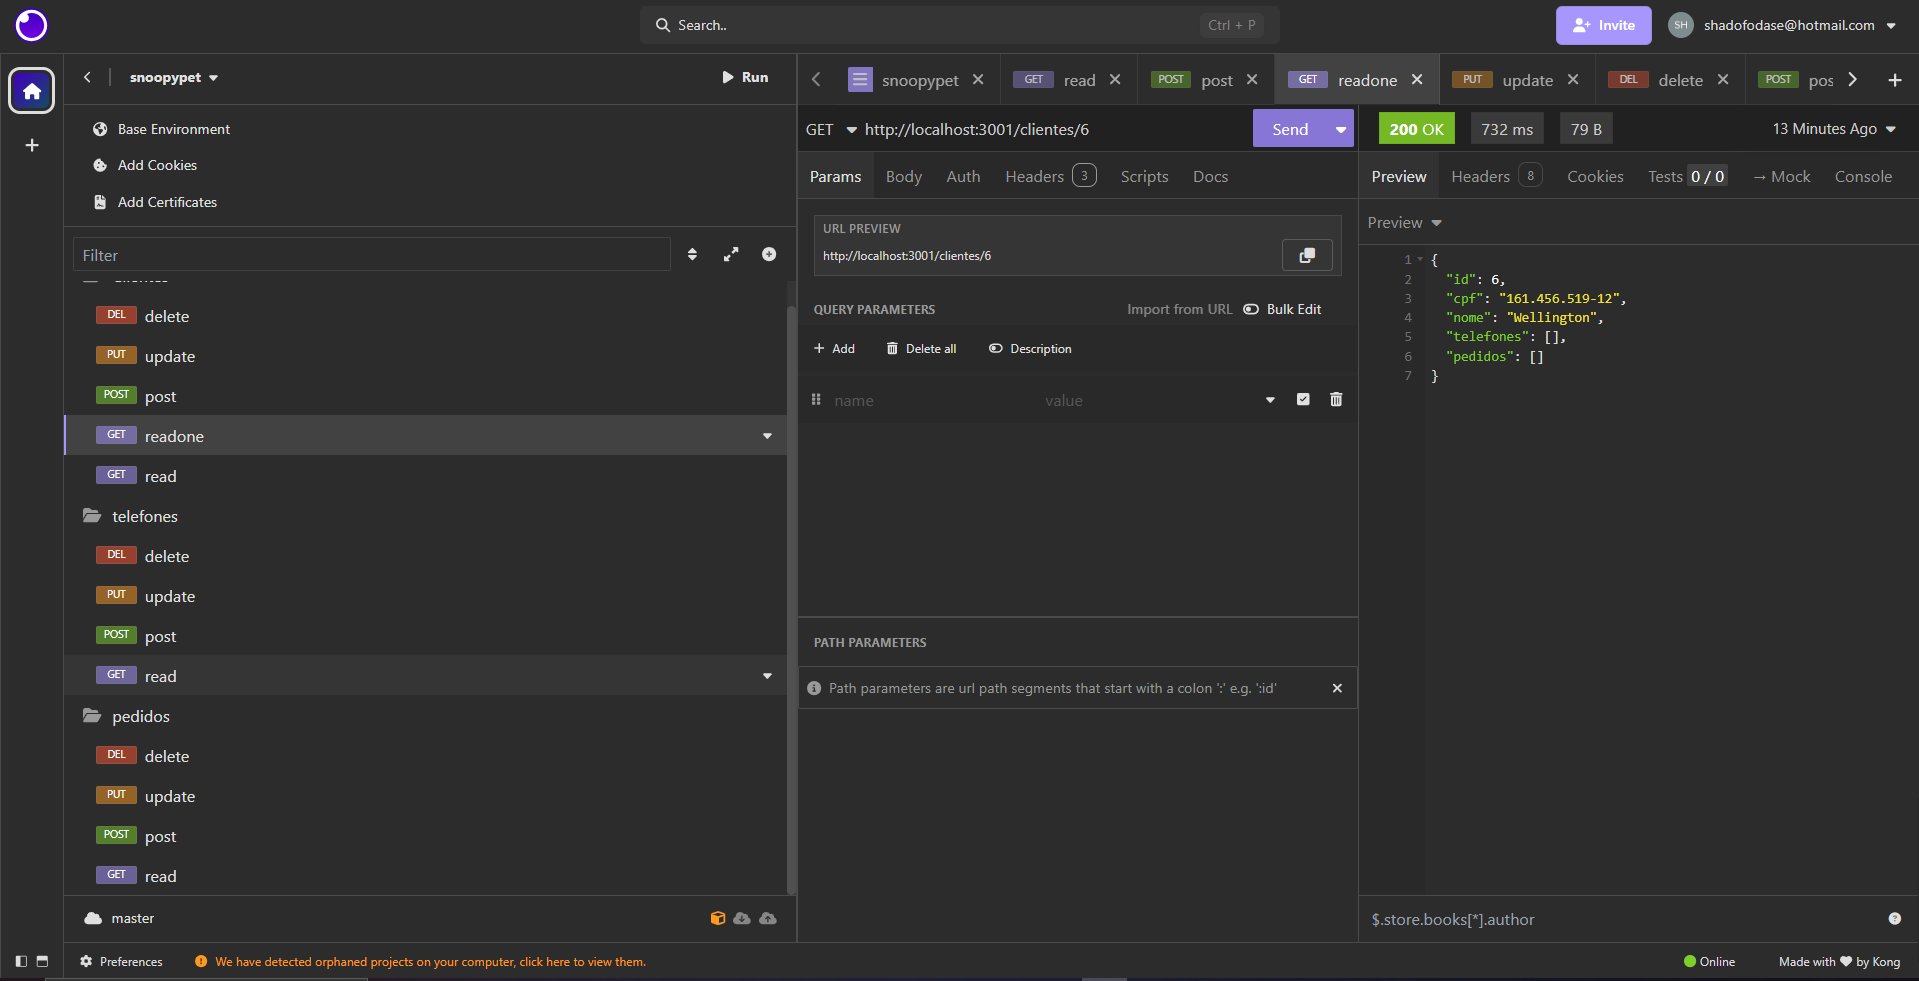 Search..
Ctrl + P
Invite
SH
shadofodase@hotmail.com
snoopypet
Run
Base Environment
Add Cookies
Add Certificates
Filter
DEL delete
PUT update
POST post
GET readone
GET read
telefones
DEL delete
PUT update
POST post
GET read
pedidos
DEL delete
PUT update
POST post
GET read
master
snoopypet
GET read
POST post
GET readone
PUT update
DEL delete
POST pos
GET http://localhost:3001/clientes/6
Send
Params Body Auth Headers 3 Scripts Docs
URL PREVIEW
http://localhost:3001/clientes/6
QUERY PARAMETERS
Import from URL
Bulk Edit
+ Add
Delete all
Description
name
value
PATH PARAMETERS
Path parameters are url path segments that start with a colon ':' e.g. ':id'
200 OK
732 ms
79 B
13 Minutes Ago
Preview Headers 8 Cookies Tests 0 / 0 → Mock Console
Preview
1 {
2 "id": 6,
3 "cpf": "161.456.519-12",
4 "nome": "Wellington",
5 "telefones": [],
6 "pedidos": []
7 }
$.store.books[*].author
Preferences
We have detected orphaned projects on your computer, click here to view them.
Online
Made with ♥ by Kong